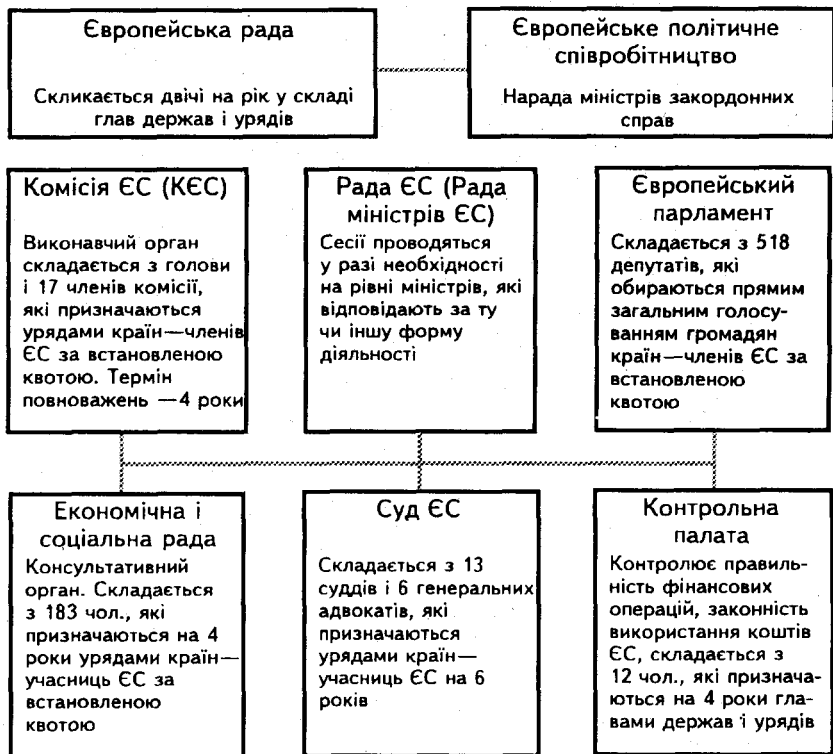 Європейська рада
Скликається двічі на рік у складі
глав держав і урядів
Європейське політичне
співробітництво
Нарада міністрів закордонних
справ
Комісія ЄС (КЄС)
Виконавчий орган
складається з голови
і 17 членів комісії,
які призначаються
урядами країн—членів
ЄС за встановленою
квотою. Термін
повноважень —4 роки
Рада ЄС (Рада
міністрів ЄС)
Сесії проводяться
у разі необхідності
на рівні міністрів, які
відповідають за ту
чи іншу форму
діяльності
Європейський
парламент
Складається з 518
депутатів, які
обираються прямим
загальним голосу-
ванням громадян
країн—членів ЄС за
встановленою
квотою
Економічна і
соціальна рада
Консультативний
орган. Складається
з 183 чол., які
призначаються на 4
роки урядами країн—
учасниць ЄС за
встановленою
квотою
Суд ЄС
Складається з 13
суддів і 6 генеральних
адвокатів, які
призначаються
урядами країн—
учасниць ЄС на 6
років
Контрольна
палата
Контролює правиль-
ність фінансових
операцій, законність
використання коштів
ЄС, складається з
12 чол., які признача-
ються на 4 роки гла-
вами держав і урядів